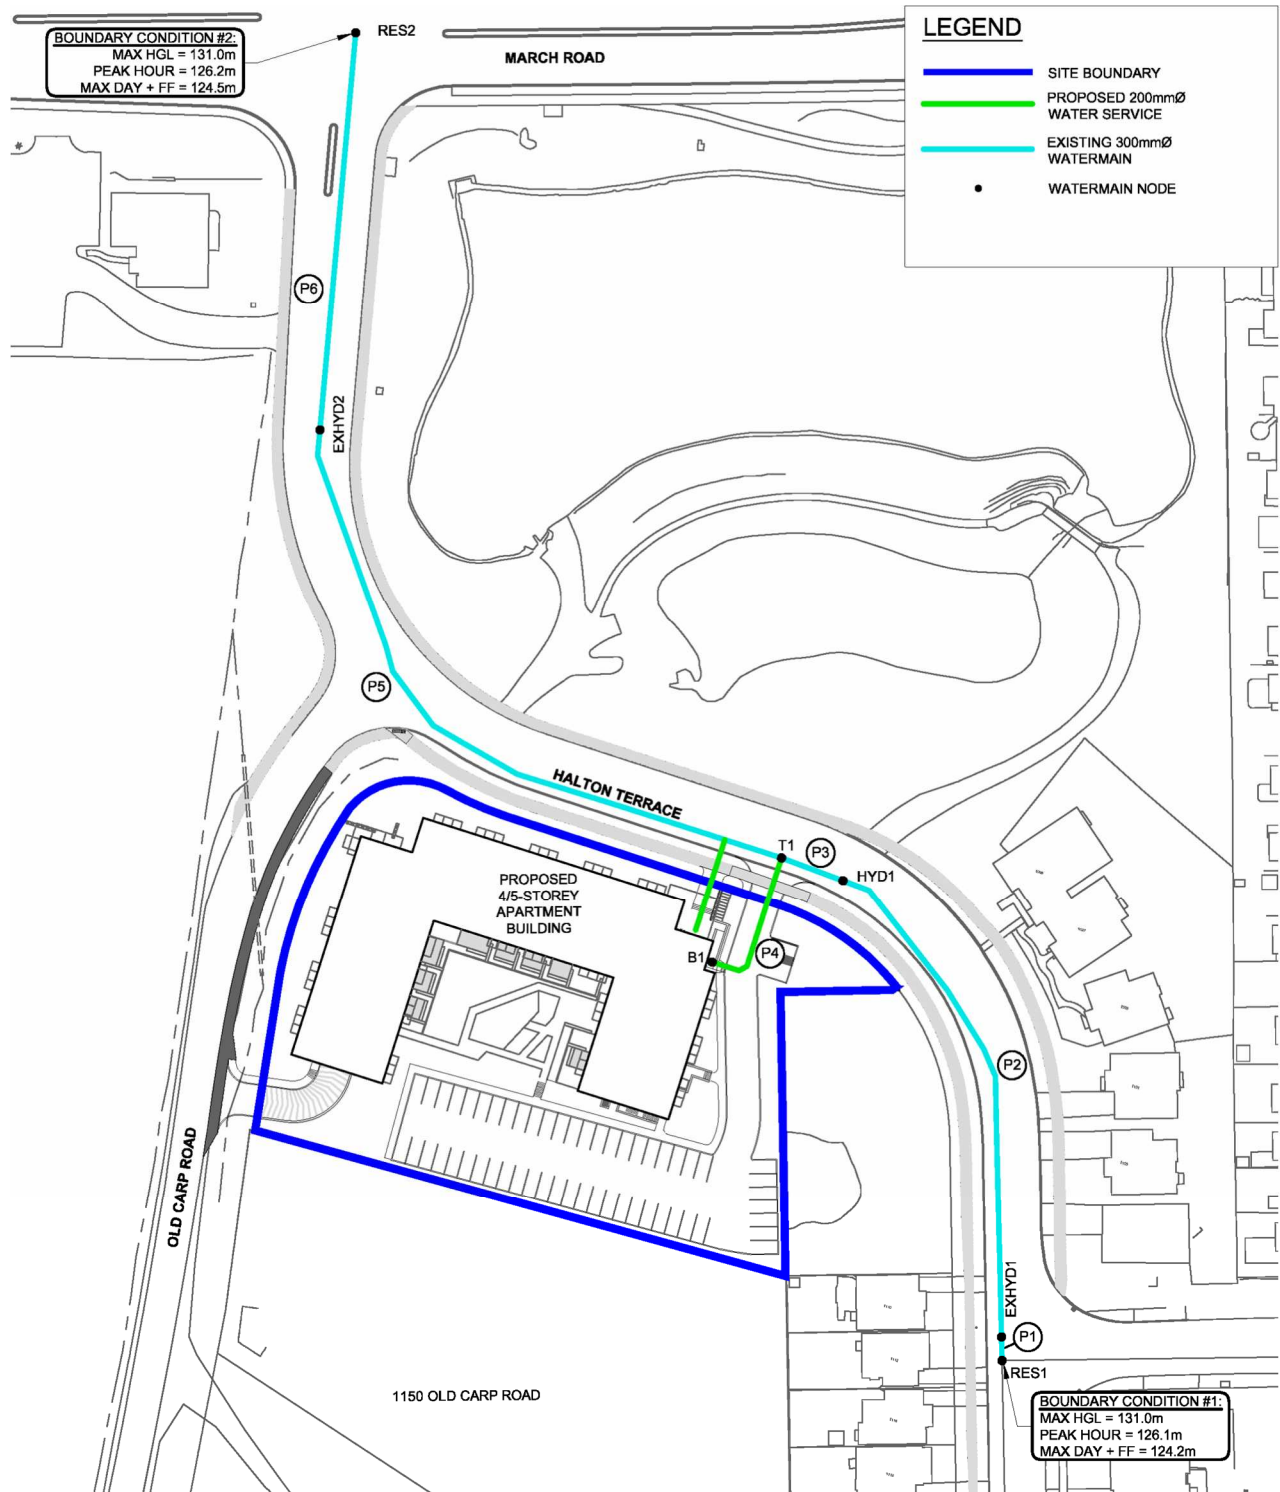 BOUNDARY CONDITION #2:
MAX HGL = 131.0m
PEAK HOUR = 126.2m
MAX DAY + FF = 124.5m
RES2
MARCH ROAD
LEGEND
SITE BOUNDARY
PROPOSED 200mmØ
WATER SERVICE
EXISTING 300mmØ
WATERMAIN
WATERMAIN NODE
P6
EXHYD2
P5
HALTON TERRACE
T1
P3
HYD1
PROPOSED
4/5-STOREY
APARTMENT
BUILDING
B1
P4
P2
OLD CARP ROAD
EXHYD1
P1
RES1
1150 OLD CARP ROAD
BOUNDARY CONDITION #1:
MAX HGL = 131.0m
PEAK HOUR = 126.1m
MAX DAY + FF = 124.2m